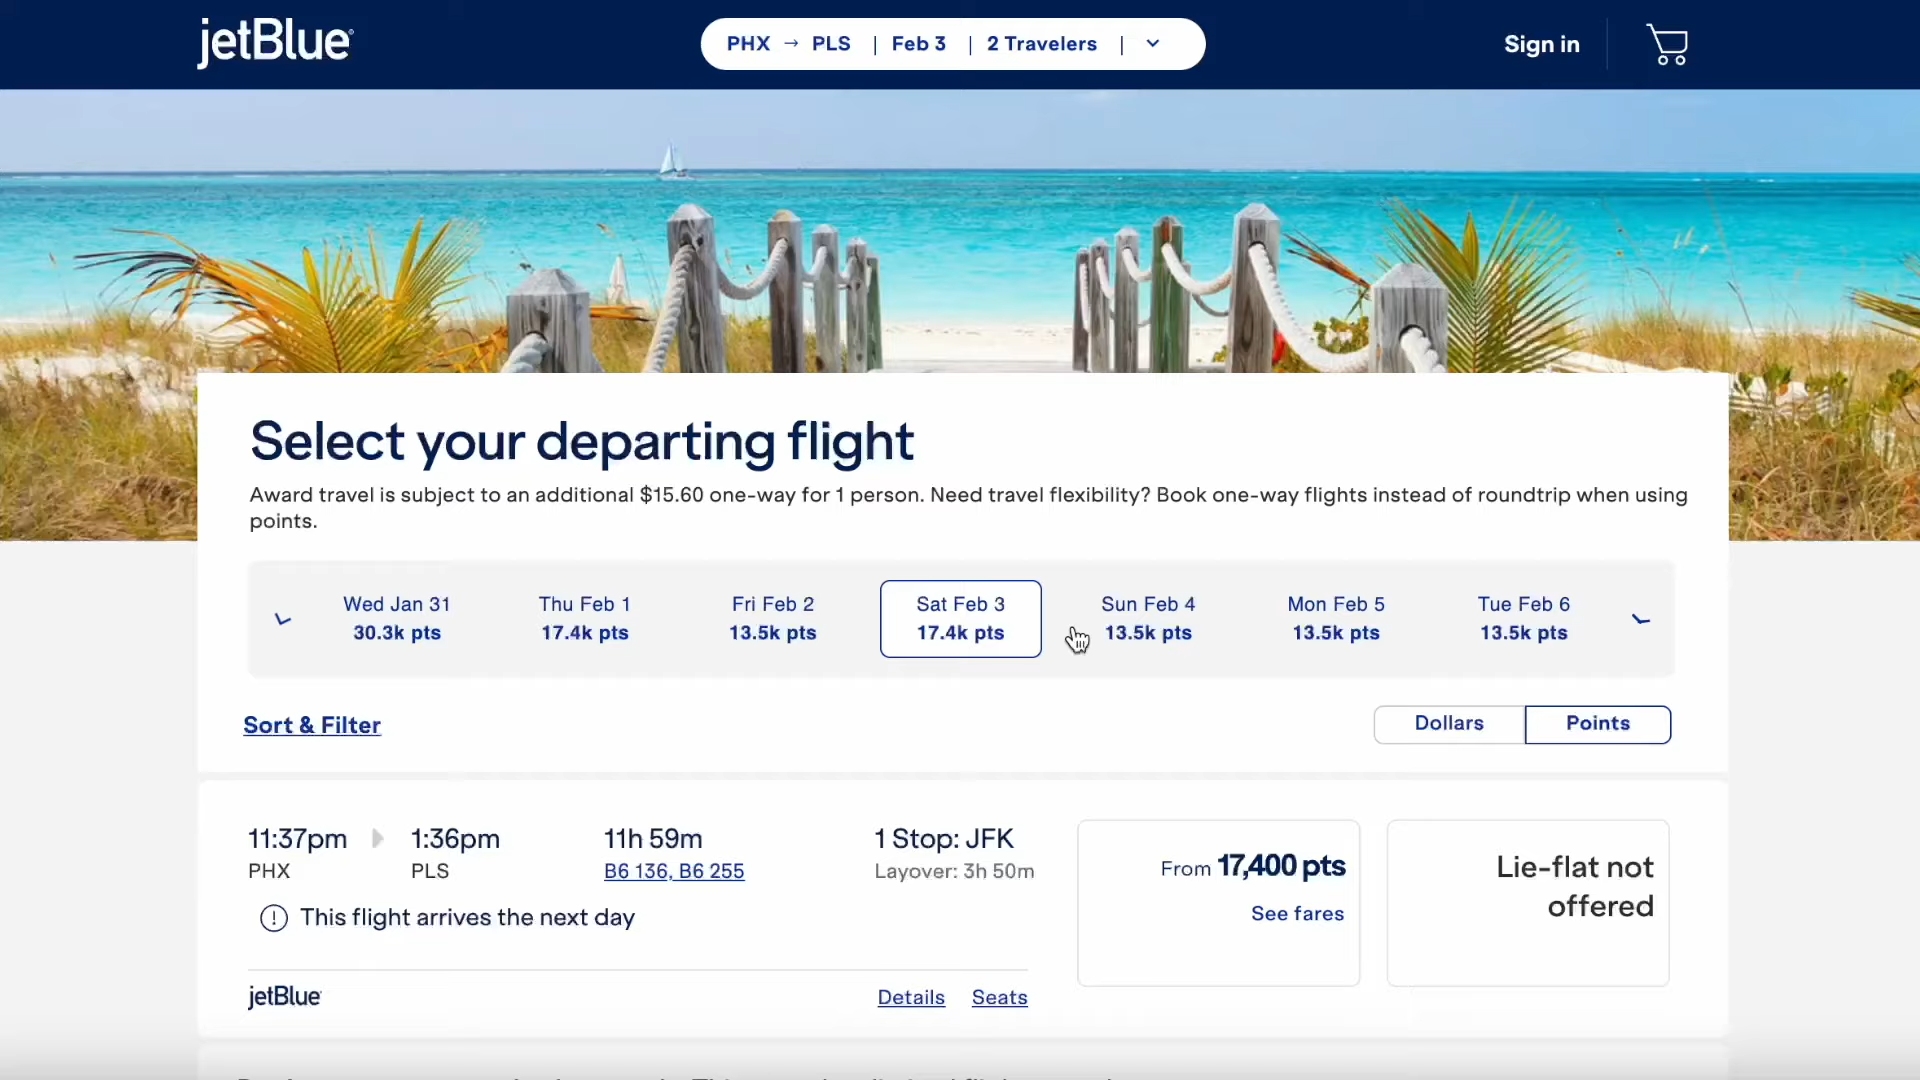 jetBlue
PHX → PLS | Feb 3 | 2 Travelers |
Sign in
Select your departing flight
Award travel is subject to an additional $15.60 one-way for 1 person. Need travel flexibility? Book one-way flights instead of roundtrip when using
points.
Wed Jan 31
30.3k pts
Thu Feb 1
17.4k pts
Fri Feb 2
13.5k pts
Sat Feb 3
17.4k pts
Sun Feb 4
13.5k pts
Mon Feb 5
13.5k pts
Tue Feb 6
13.5k pts
Sort & Filter
Dollars
Points
11:37pm
PHX
1:36pm
PLS
11h 59m
B6 136, B6 255
1 Stop: JFK
Layover: 3h 50m
From 17,400 pts
See fares
Lie-flat not
offered
This flight arrives the next day
jetBlue
Details
Seats